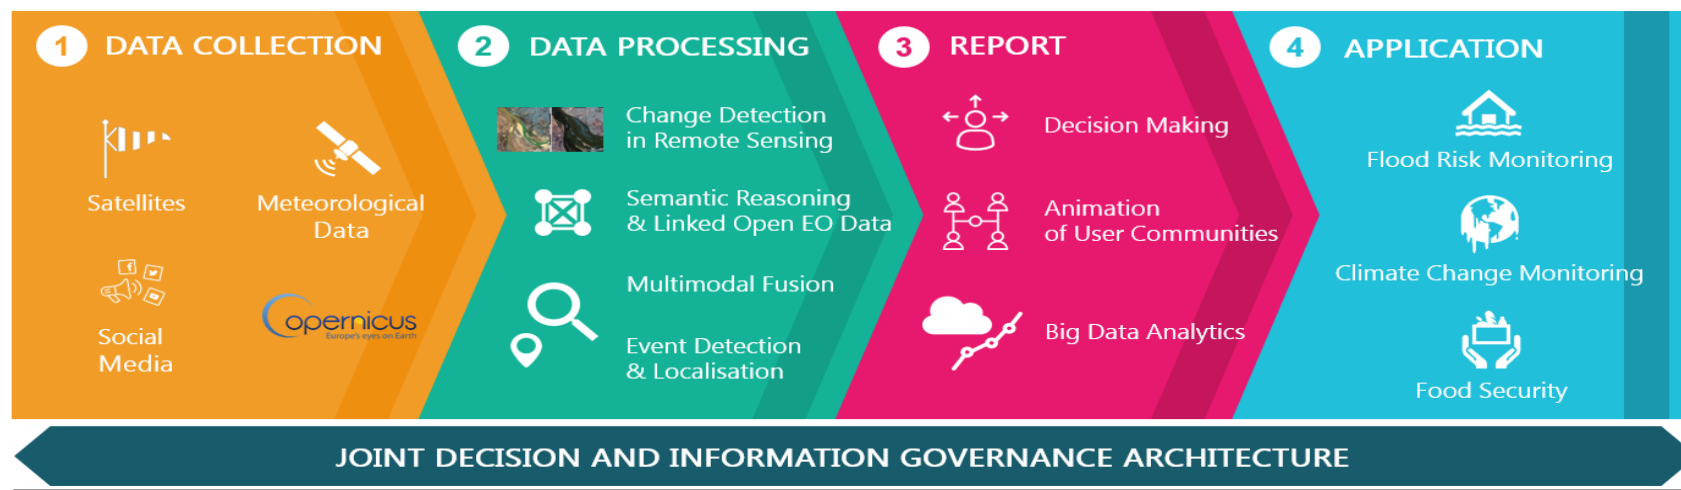 1 DATA COLLECTION
Satellites
Meteorological
Data
Social
Media
Copernicus
Europe's eyes on Earth
2 DATA PROCESSING
Change Detection
in Remote Sensing
Semantic Reasoning
& Linked Open EO Data
Multimodal Fusion
Event Detection
& Localisation
3 REPORT
Decision Making
Animation
of User Communities
Big Data Analytics
4 APPLICATION
Flood Risk Monitoring
Climate Change Monitoring
Food Security
JOINT DECISION AND INFORMATION GOVERNANCE ARCHITECTURE